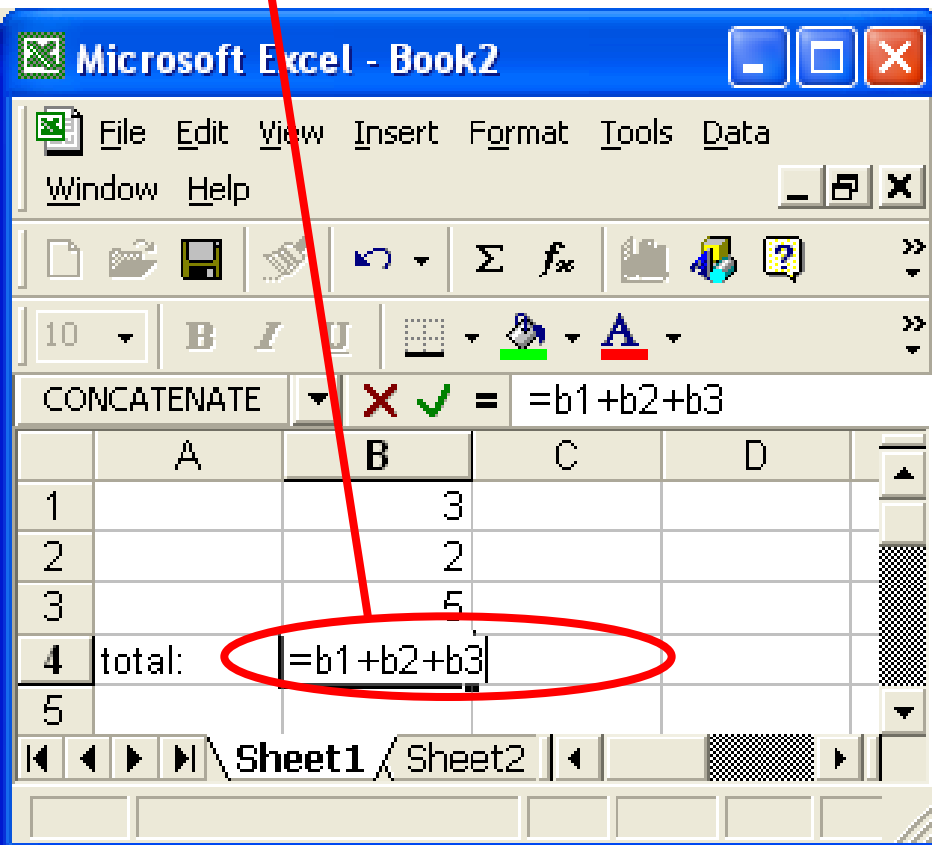 Microsoft Excel - Book2
File Edit View Insert Format Tools Data
Window Help
Σ fx ?
10 B I U A
CONCATENATE = =b1+b2+b3
A B C D
1 3
2 2
3 5
4 total: =b1+b2+b3
5
Sheet1 Sheet2